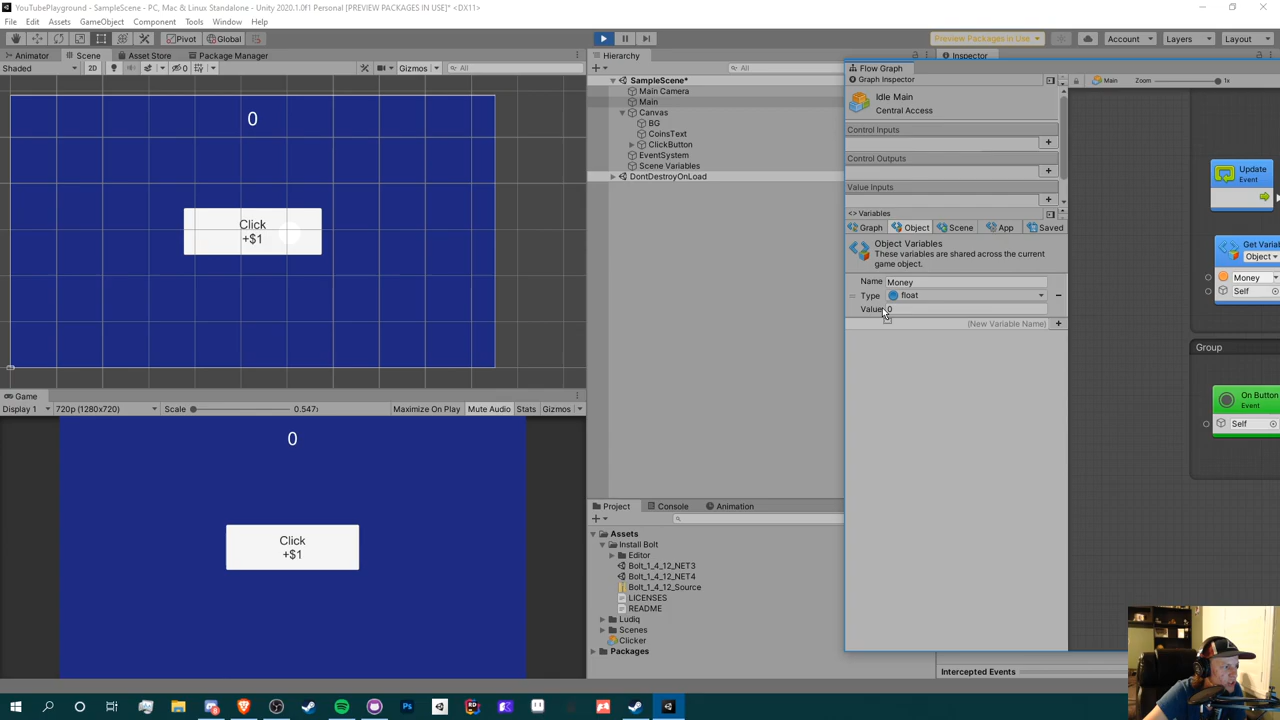 YouTubePlayground - SampleScene - PC, Mac & Linux Standalone - Unity 2020.1.0f1 Personal [PREVIEW PACKAGES IN USE]* <DX11>
File Edit Assets GameObject Component Tools Window Help
Pivot Global
Preview Packages in Use Account Layers Layout
Animator Scene Asset Store Package Manager
Shaded 2D 0 Gizmos All
0
Click
+$1
Game
Display 1 720p (1280x720) Scale 0.547 Maximize On Play Mute Audio Stats Gizmos
0
Click
+$1
Hierarchy
All
SampleScene*
Main Camera
Main
Canvas
BG
CoinsText
ClickButton
EventSystem
Scene Variables
DontDestroyOnLoad
Project Console Animation
Assets
Install Bolt
Editor
Bolt_1_4_12_NET3
Bolt_1_4_12_NET4
Bolt_1_4_12_Source
LICENSES
README
Ludiq
Scenes
Clicker
Packages
Inspector
Flow Graph
Graph Inspector
Main Zoom 1x
Idle Main
Central Access
Control Inputs
Control Outputs
Value Inputs
<> Variables
Graph Object Scene App Saved
Object Variables
These variables are shared across the current
game object.
Name Money
Type float
Value 0
(New Variable Name)
Update
Event
Get Varia
Object
Money
Self
Group
On Button
Event
Self
Intercepted Events